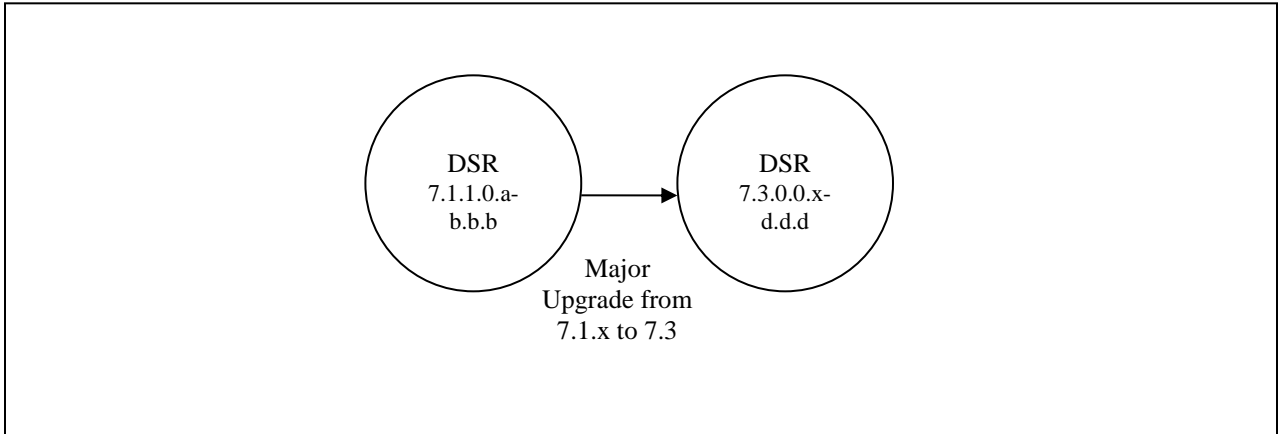 DSR
7.1.1.0.a-
b.b.b
DSR
7.3.0.0.x-
d.d.d
Major
Upgrade from
7.1.x to 7.3